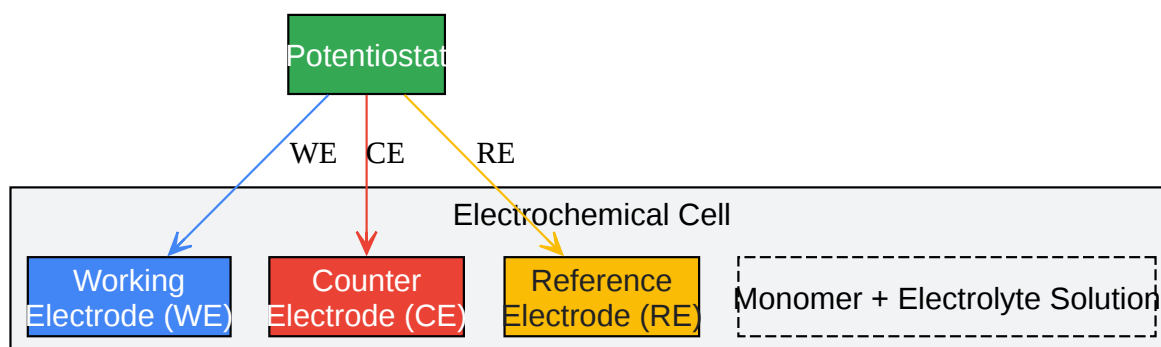 Potentiostat
WE
CE
RE
Electrochemical Cell
Working
Electrode (WE)
Counter
Electrode (CE)
Reference
Electrode (RE)
Monomer + Electrolyte Solution